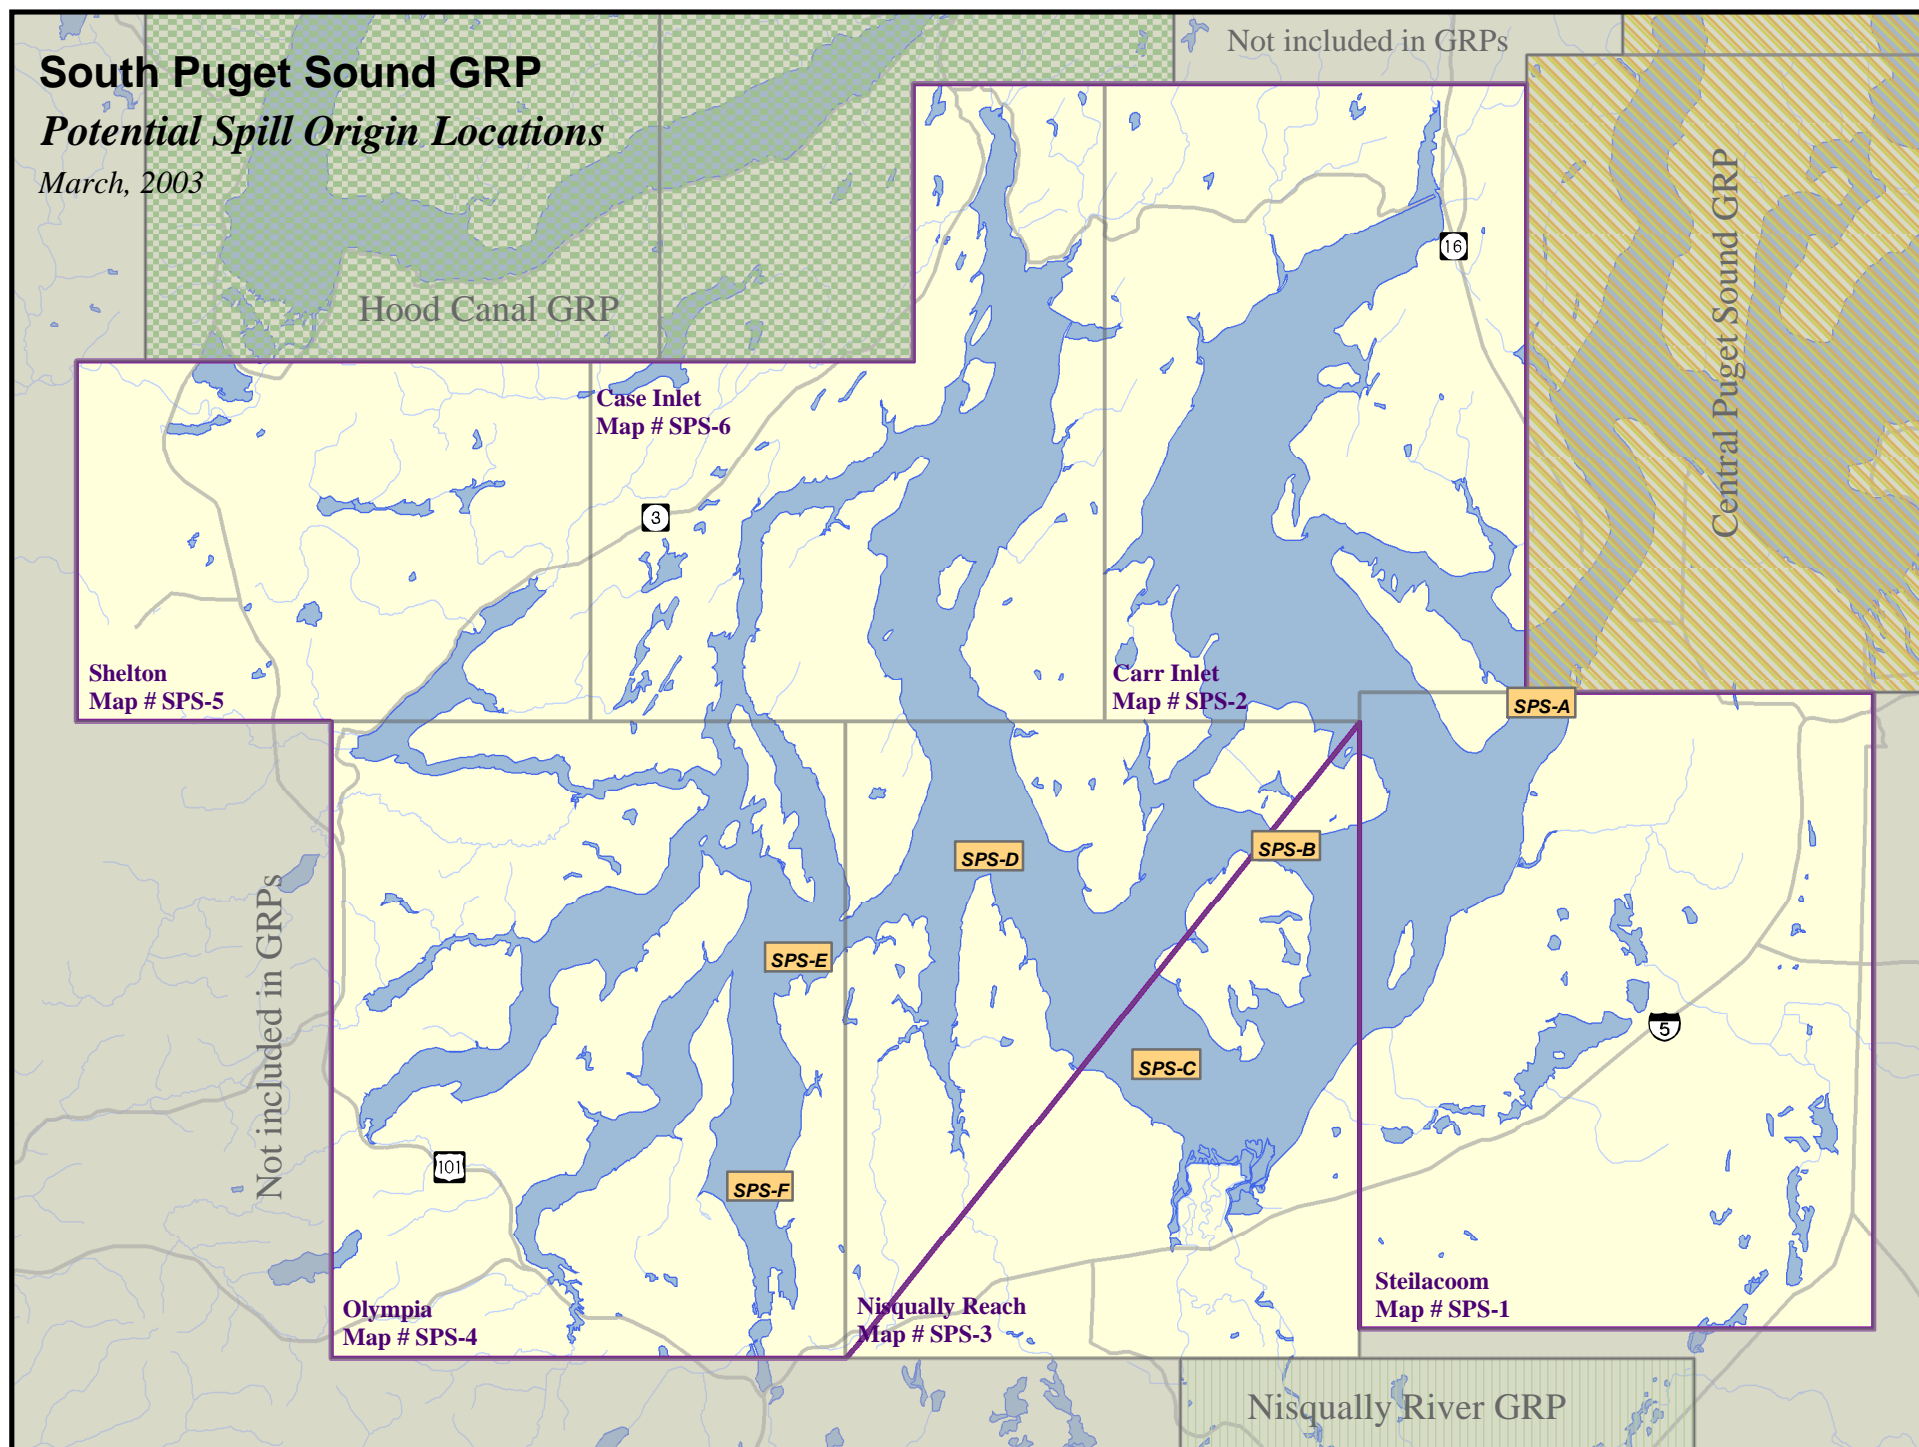 South Puget Sound GRP
Potential Spill Origin Locations
March, 2003
Not included in GRPs
Hood Canal GRP
Central Puget Sound GRP
16
Case Inlet
Map # SPS-6
3
Shelton
Map # SPS-5
Carr Inlet
Map # SPS-2
SPS-A
SPS-B
SPS-D
SPS-E
SPS-C
SPS-F
Not included in GRPs
5
101
Olympia
Map # SPS-4
Nisqually Reach
Map # SPS-3
Steilacoom
Map # SPS-1
Nisqually River GRP